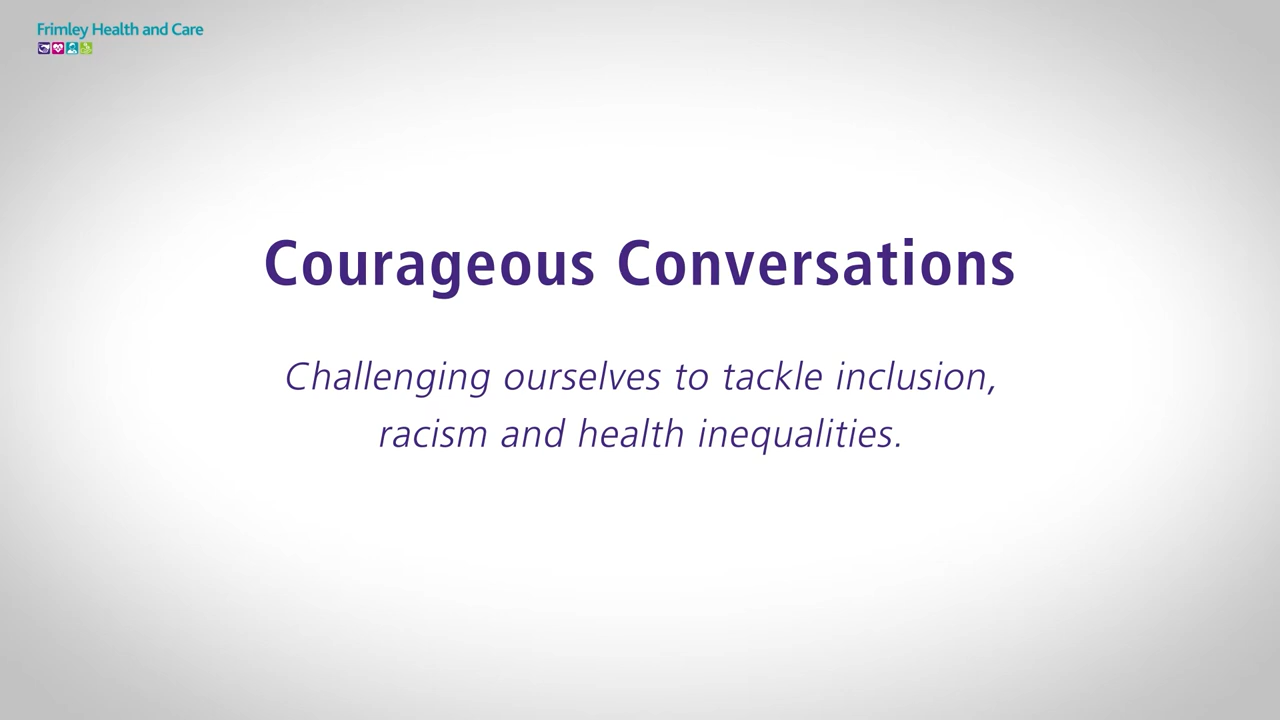 Frimley Health and Care
Courageous Conversations
Challenging ourselves to tackle inclusion,
racism and health inequalities.